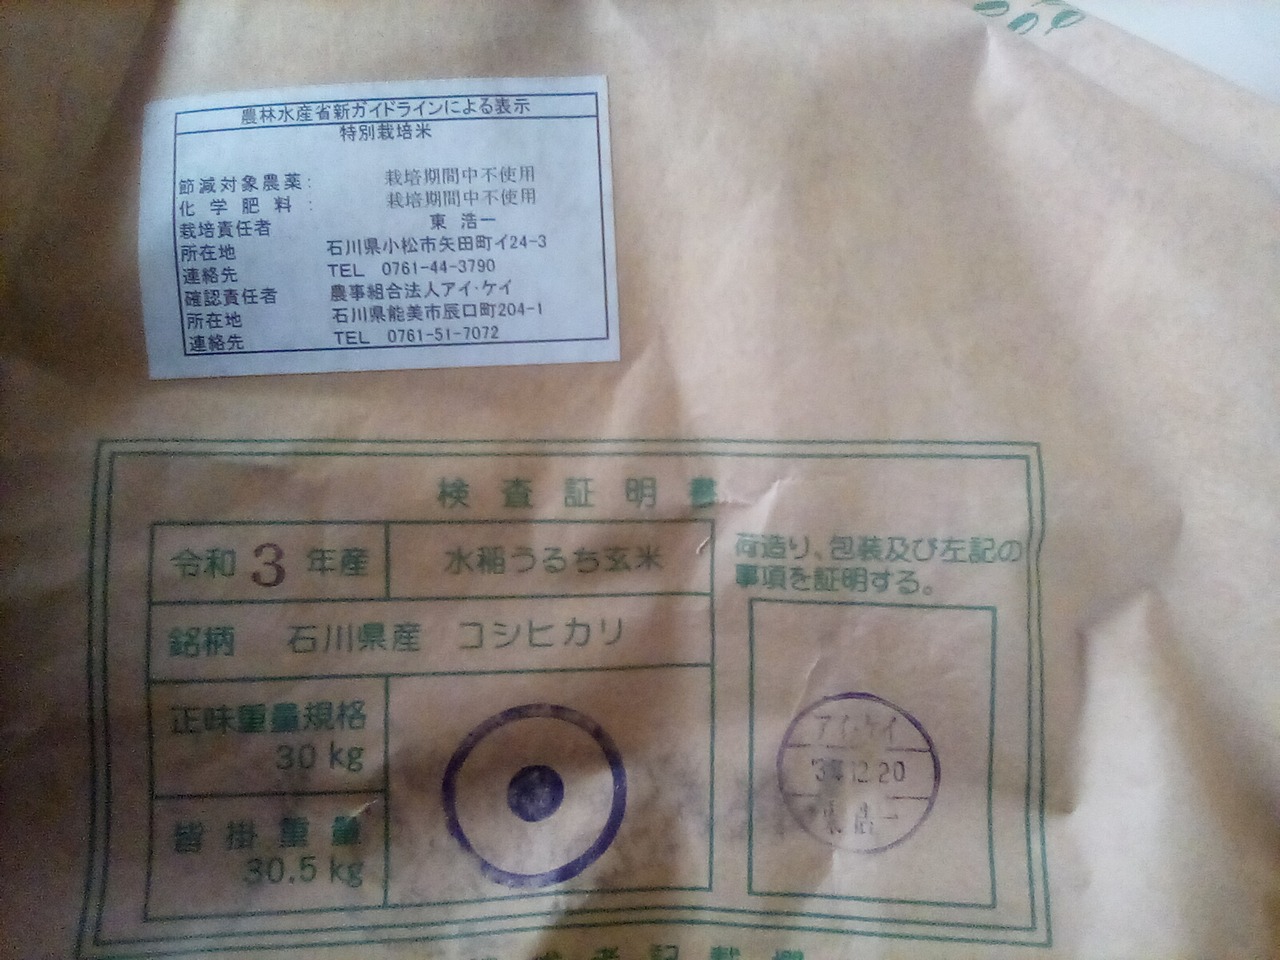 農林水産省新ガイドラインによる表示
特別栽培米
節減対象農薬: 栽培期間中不使用
化学肥料: 栽培期間中不使用
栽培責任者 東 浩一
所在地 石川県小松市矢田町イ24-3
連絡先 TEL 0761-44-3790
確認責任者 農事組合法人アイ・ケイ
所在地 石川県能美市辰口町204-1
連絡先 TEL 0761-51-7072
検査証明書
令和3年産 水稲うるち玄米
銘柄 石川県産 コシヒカリ
正味重量規格
30 kg
皆掛重量
30.5 kg
荷造り、包装及び左記の
事項を証明する。
アイ・ケイ
12.20
浩一
記載欄